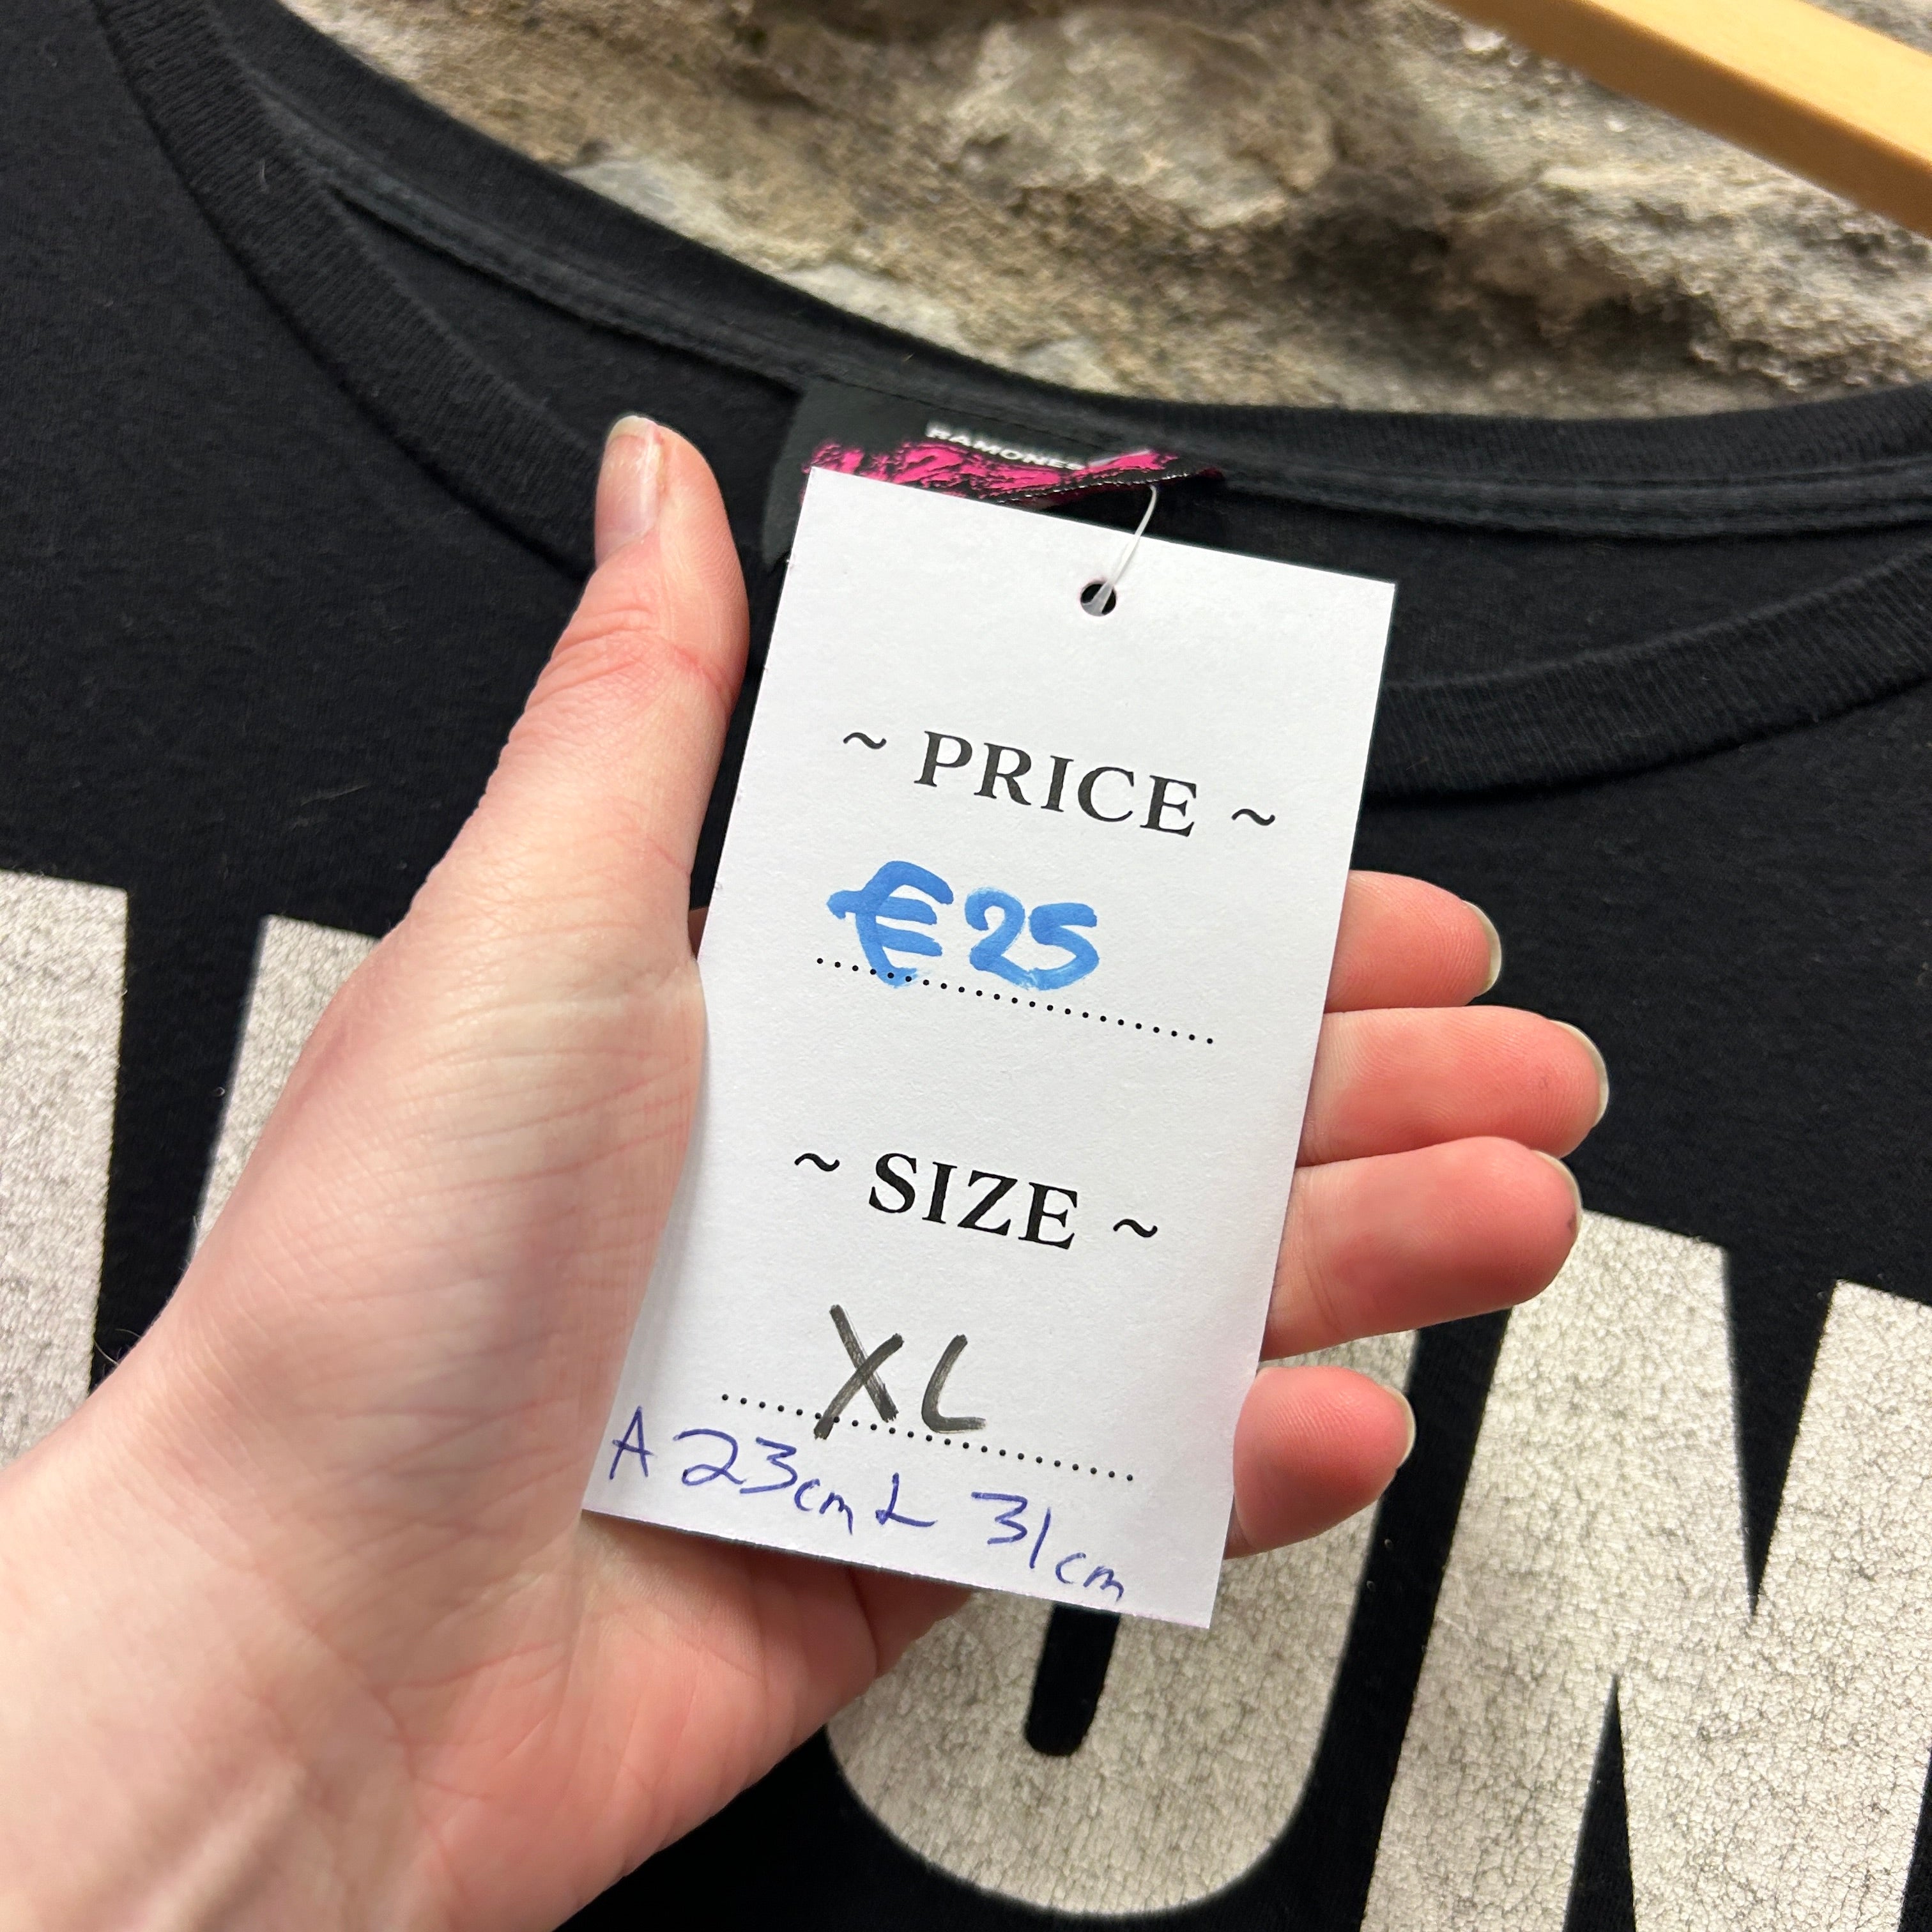 RAMONES
~ PRICE ~
€25
~ SIZE ~
XL
A 23cm L 31cm